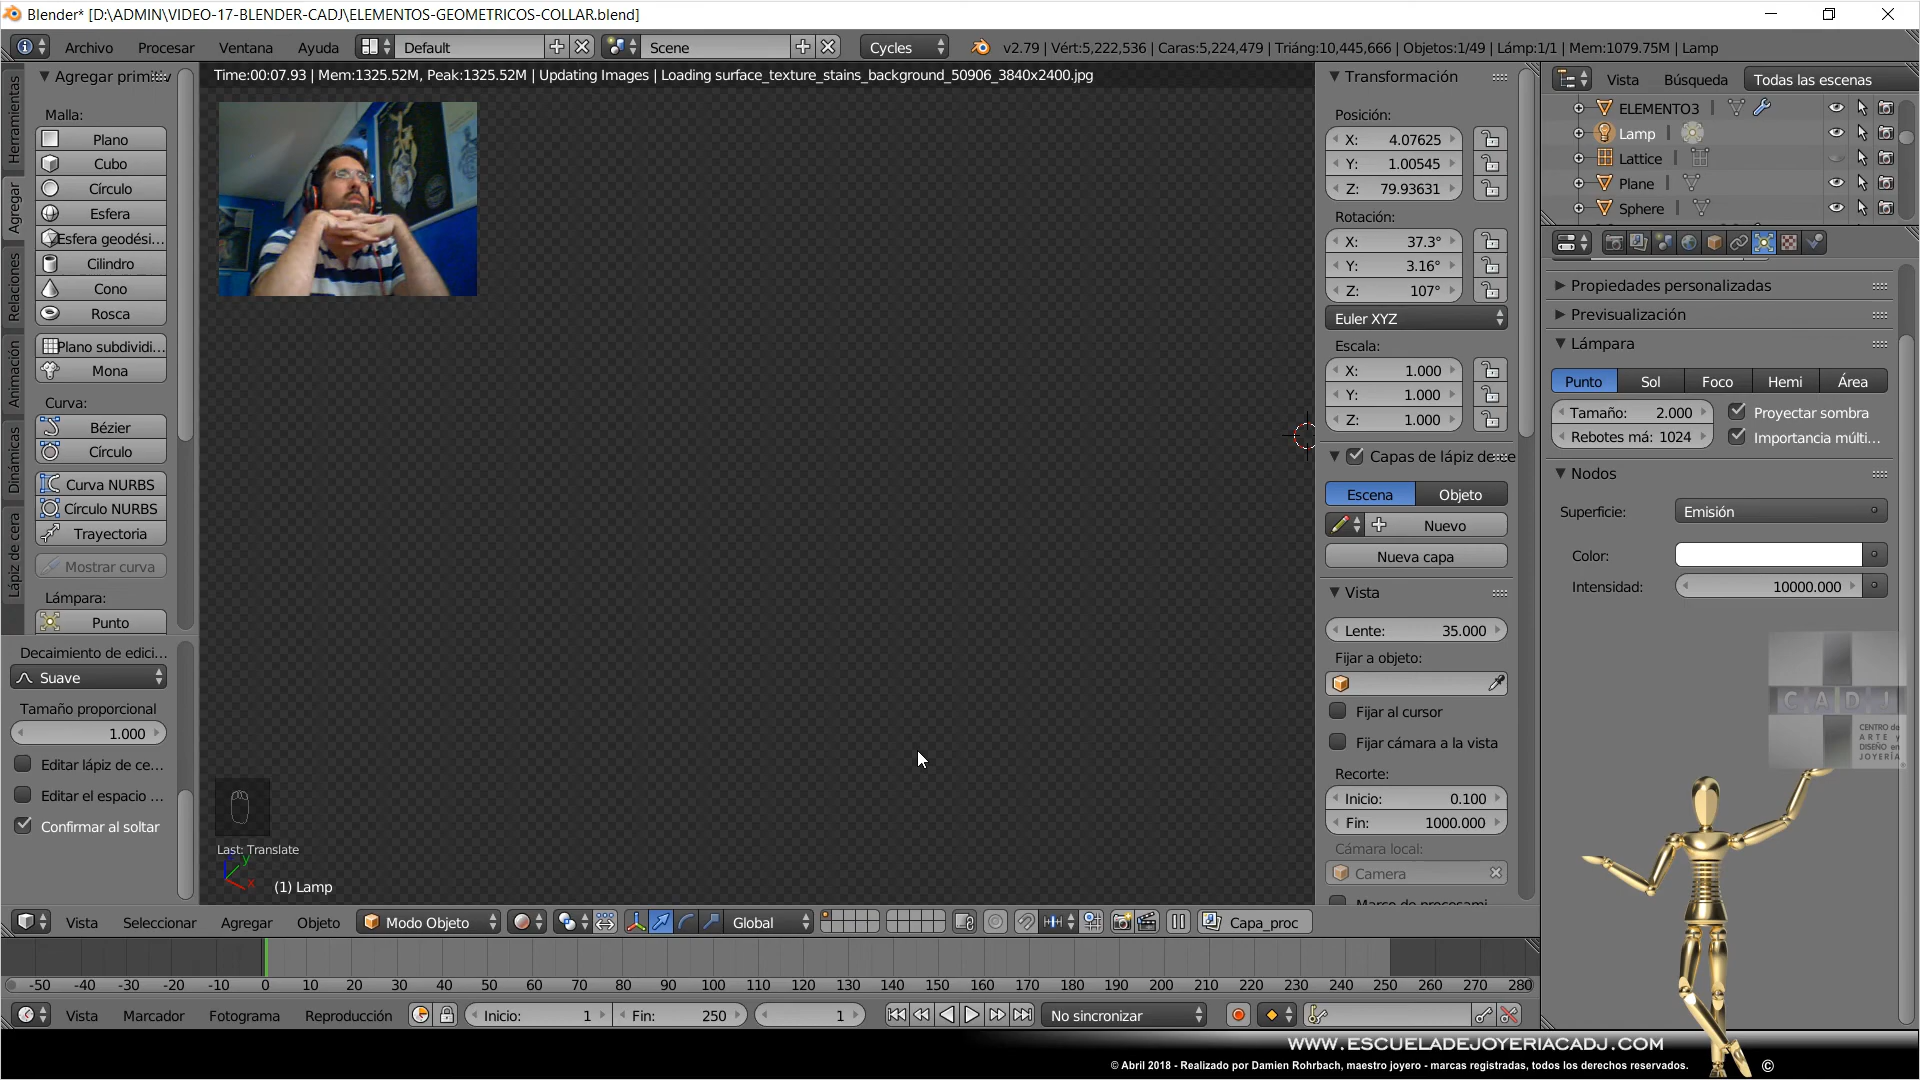 Blender* [D:\ADMIN\VIDEO-17-BLENDER-CADJ\ELEMENTOS-GEOMETRICOS-COLLAR.blend]
Archivo Procesar Ventana Ayuda Default Scene Cycles v2.79 | Vért:5,222,536 | Caras:5,224,479 | Triáng:10,445,666 | Objetos:1/49 | Lámp:1/1 | Mem:1079.75M | Lamp
Time:00:07.93 | Mem:1325.52M, Peak:1325.52M | Updating Images | Loading surface_texture_stains_background_50906_3840x2400.jpg
Herramientas
Agregar
Relaciones
Animación
Dinámicas
Lápiz de cera
Agregar primitiv
Malla:
Plano
Cubo
Círculo
Esfera
Esfera geodési...
Cilindro
Cono
Rosca
Plano subdividi...
Mona
Curva:
Bézier
Círculo
Curva NURBS
Círculo NURBS
Trayectoria
Mostrar curva
Lámpara:
Punto
Decaimiento de edici...
Suave
Tamaño proporcional
1.000
Editar lápiz de ce...
Editar el espacio ...
Confirmar al soltar
Last: Translate
x
y
(1) Lamp
Transformación
Posición:
X: 4.07625
Y: 1.00545
Z: 79.93631
Rotación:
X: 37.3°
Y: 3.16°
Z: 107°
Euler XYZ
Escala:
X: 1.000
Y: 1.000
Z: 1.000
Capas de lápiz de ce
Escena Objeto
Nuevo
Nueva capa
Vista
Lente: 35.000
Fijar a objeto:
Fijar al cursor
Fijar cámara a la vista
Recorte:
Inicio: 0.100
Fin: 1000.000
Cámara local:
Camera
Vista Búsqueda Todas las escenas
ELEMENTO3
Lamp
Lattice
Plane
Sphere
Propiedades personalizadas
Previsualización
Lámpara
Punto Sol Foco Hemi Área
Tamaño: 2.000 Proyectar sombra
Rebotes má: 1024 Importancia múlti...
Nodos
Superficie: Emisión
Color:
Intensidad: 10000.000
CADJ
CENTRO de
ARTE y
DISEÑO en
JOYERÍA
Vista Seleccionar Agregar Objeto Modo Objeto Global Capa_proc
-50 -40 -30 -20 -10 0 10 20 30 40 50 60 70 80 90 100 110 120 130 140 150 160 170 180 190 200 210 220 230 240 250 260 270 280
Vista Marcador Fotograma Reproducción Inicio: 1 Fin: 250 1 No sincronizar
WWW.ESCUELADEJOYERIACADJ.COM
© Abril 2018 - Realizado por Damien Rohrbach, maestro joyero - marcas registradas, todos los derechos reservados. ©